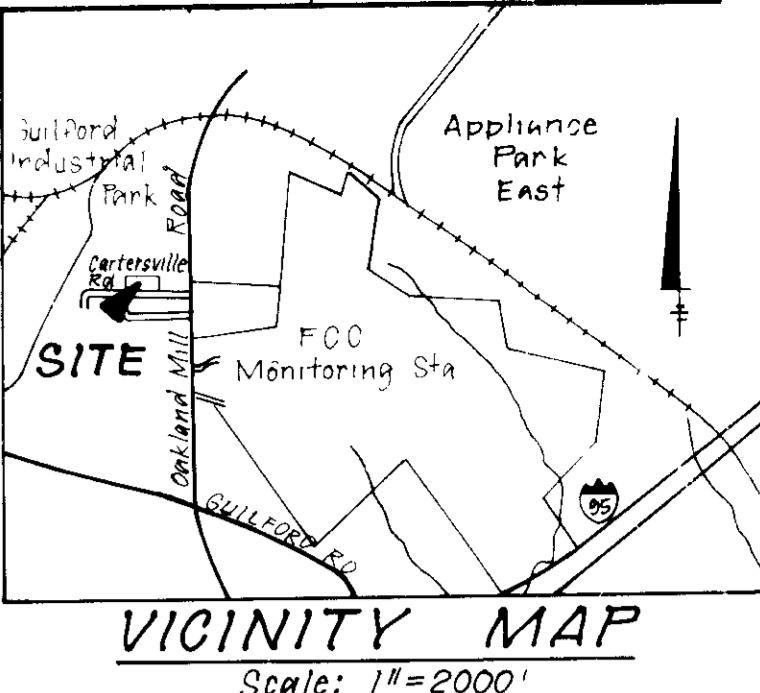 Guilford
Industrial
Park
Appliance
Park
East
Road
Cartersville
Rd
SITE
FCC
Monitoring Sta
Oakland Mill
95
GUILFORD RD
VICINITY MAP
Scale: 1"=2000'